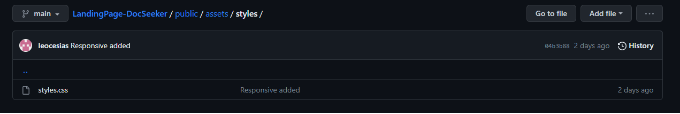 main LandingPage-DocSeeker / public / assets / styles / Go to file Add file ...
leocesias Responsive added 2 days ago History
..
styles.css Responsive added 2 days ago